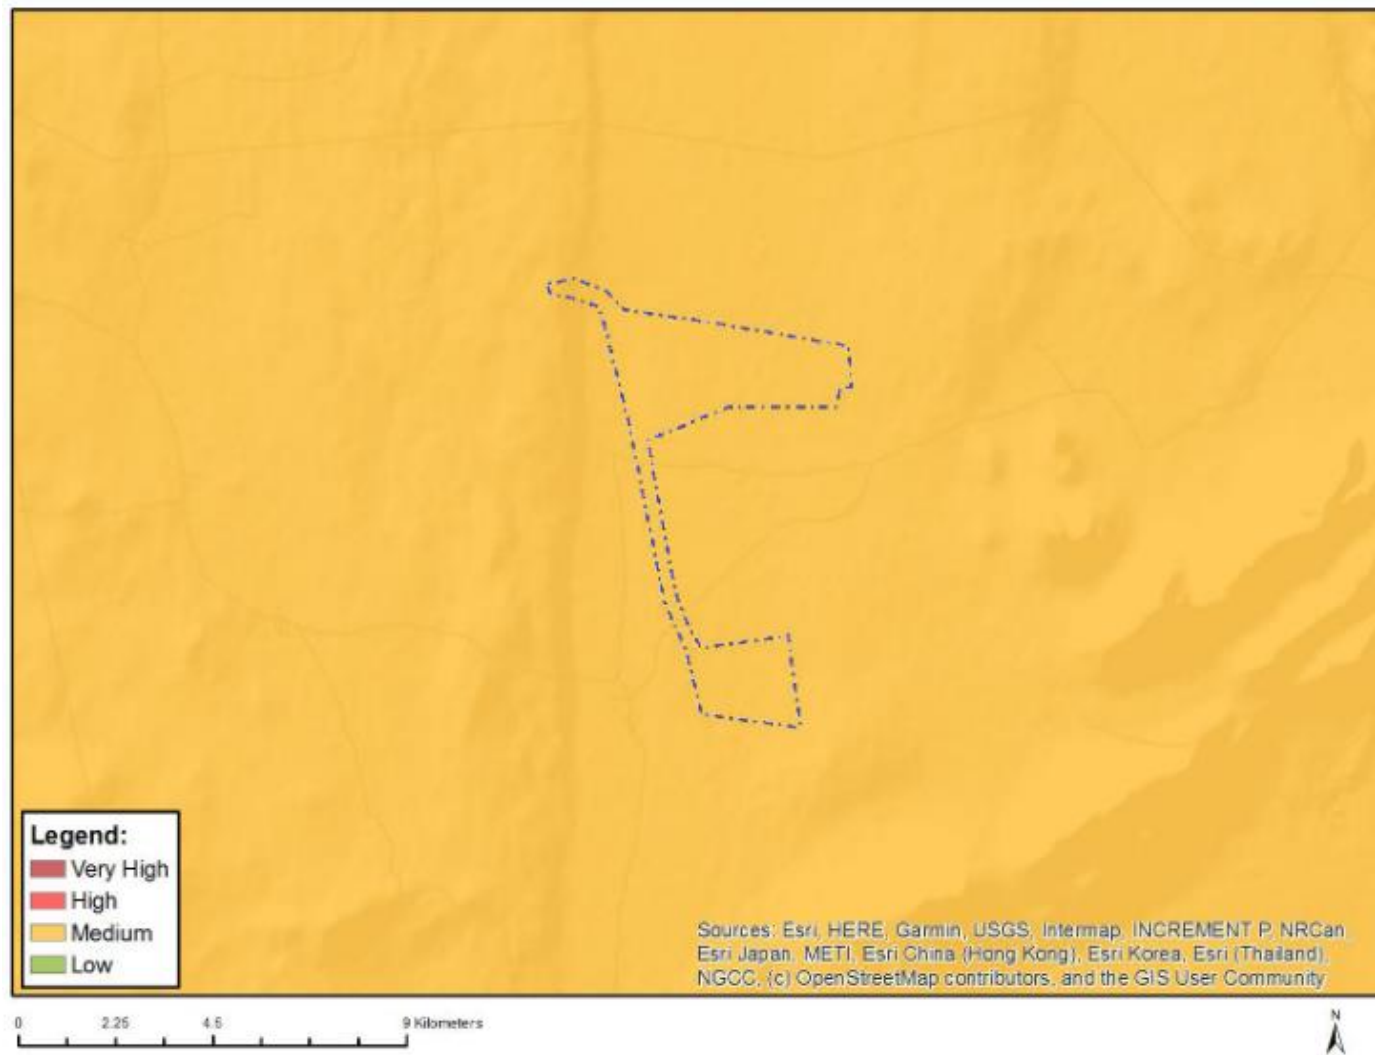 Legend:
Very High
High
Medium
Low
Sources: Esri, HERE, Garmin, USGS, Intermap, INCREMENT P, NRCan,
Esri Japan, METI, Esri China (Hong Kong), Esri Korea, Esri (Thailand),
NGCC, (c) OpenStreetMap contributors, and the GIS User Community
0 2.25 4.5 9 Kilometers
N